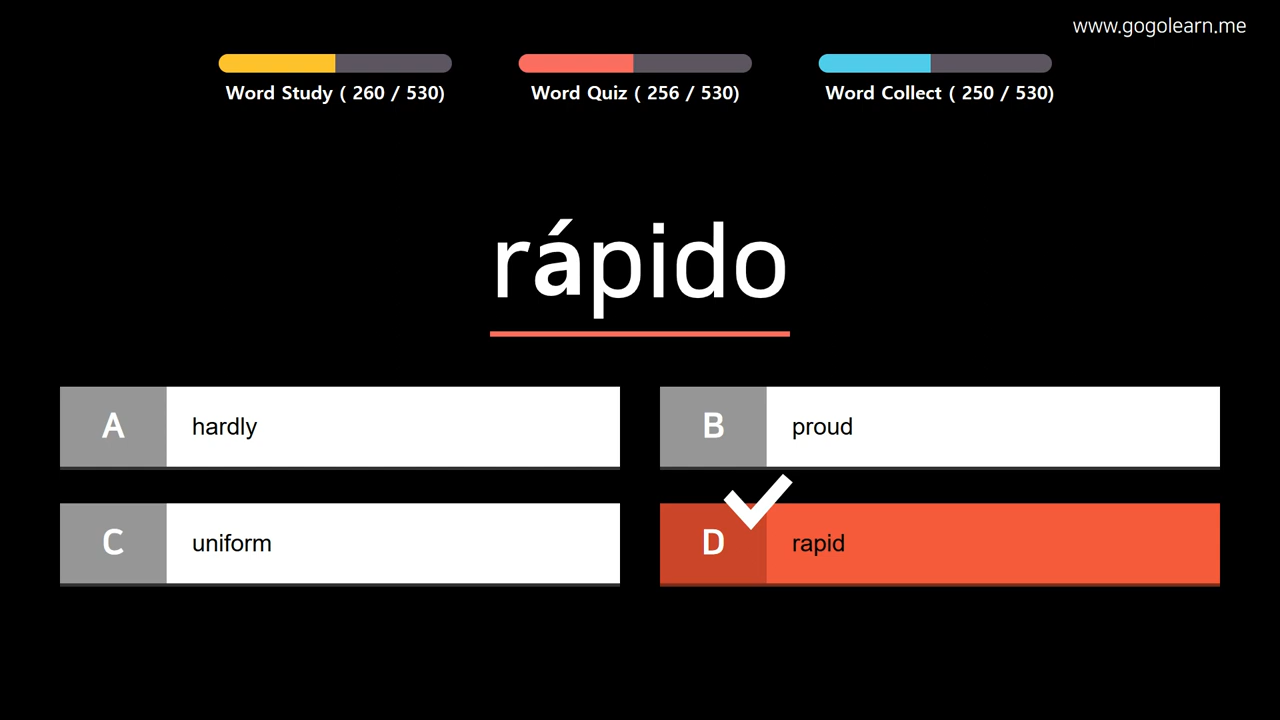 www.gogolearn.me
Word Study ( 260 / 530)
Word Quiz ( 256 / 530)
Word Collect ( 250 / 530)
rápido
A hardly
B proud
C uniform
D rapid